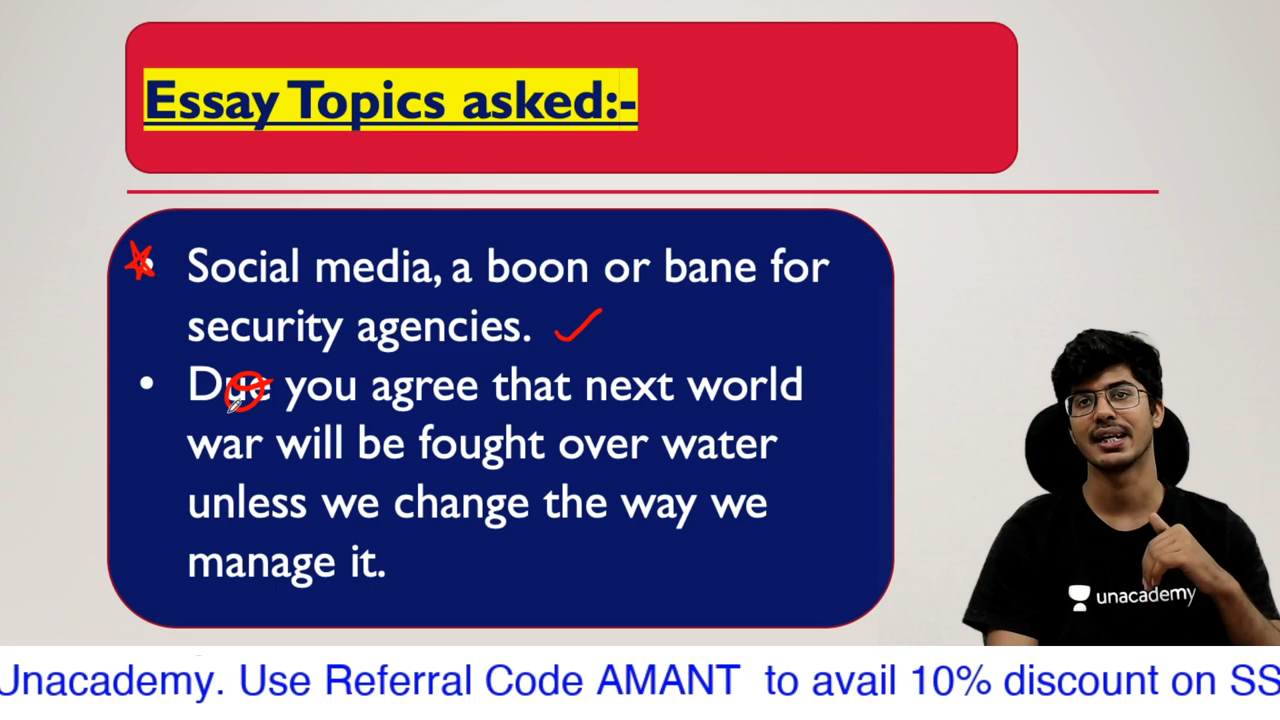 Essay Topics asked:-
• Social media, a boon or bane for
security agencies.
• Due you agree that next world
war will be fought over water
unless we change the way we
manage it.
unacademy
Unacademy. Use Referral Code AMANT to avail 10% discount on SS